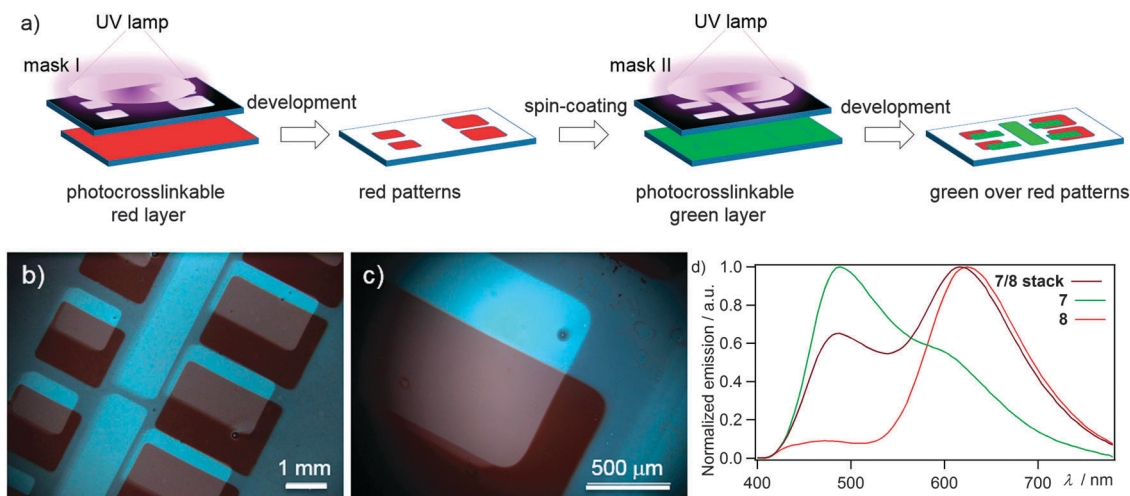 a)
UV lamp
mask I
development
photocrosslinkable
red layer
red patterns
spin-coating
UV lamp
mask II
development
photocrosslinkable
green layer
green over red patterns
b)
1 mm
c)
500 μm
d)
Normalized emission / a.u.
1.0
0.8
0.6
0.4
0.2
0.0
7/8 stack
7
8
400
500
600
700
λ / nm